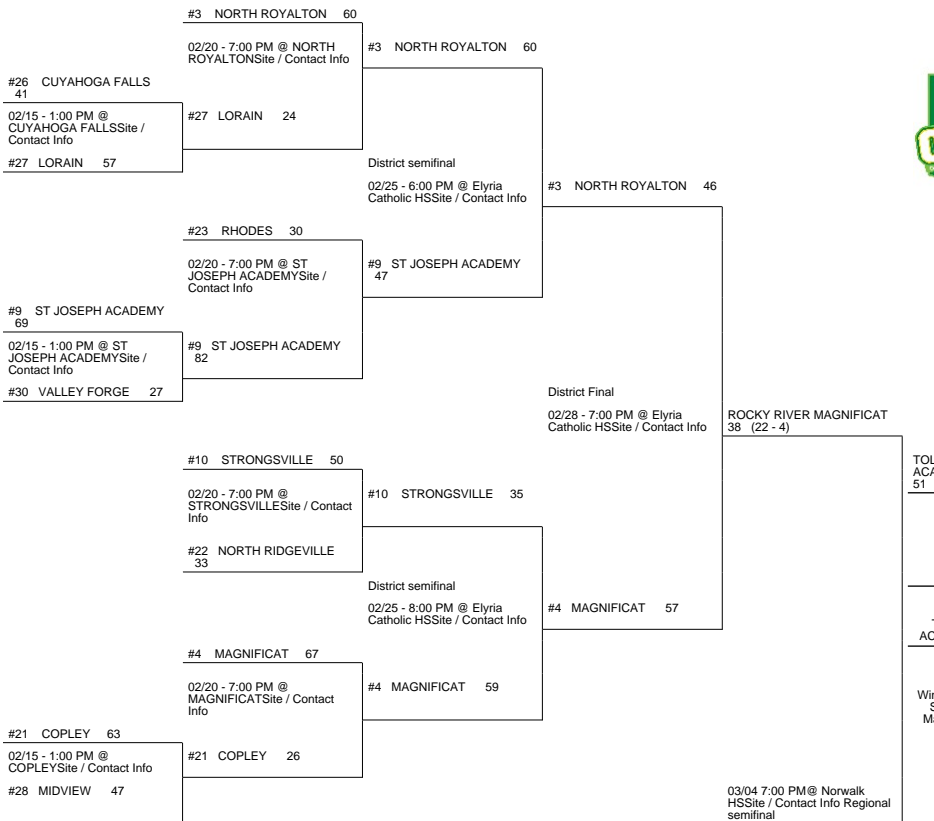 #3 NORTH ROYALTON 60
02/20 - 7:00 PM @ NORTH
ROYALTONSite / Contact Info
#3 NORTH ROYALTON 60
#26 CUYAHOGA FALLS
41
02/15 - 1:00 PM @
CUYAHOGA FALLSSite /
Contact Info
#27 LORAIN 24
#27 LORAIN 57
District semifinal
02/25 - 6:00 PM @ Elyria
Catholic HSSite / Contact Info
#3 NORTH ROYALTON 46
#23 RHODES 30
02/20 - 7:00 PM @ ST
JOSEPH ACADEMYSite /
Contact Info
#9 ST JOSEPH ACADEMY
47
#9 ST JOSEPH ACADEMY
69
02/15 - 1:00 PM @ ST
JOSEPH ACADEMYSite /
Contact Info
#9 ST JOSEPH ACADEMY
82
#30 VALLEY FORGE 27
District Final
02/28 - 7:00 PM @ Elyria
Catholic HSSite / Contact Info
ROCKY RIVER MAGNIFICAT
38 (22 - 4)
#10 STRONGSVILLE 50
02/20 - 7:00 PM @
STRONGSVILLESite / Contact
Info
#10 STRONGSVILLE 35
#22 NORTH RIDGEVILLE
33
District semifinal
02/25 - 8:00 PM @ Elyria
Catholic HSSite / Contact Info
#4 MAGNIFICAT 57
#4 MAGNIFICAT 67
02/20 - 7:00 PM @
MAGNIFICATSite / Contact
Info
#4 MAGNIFICAT 59
#21 COPLEY 63
02/15 - 1:00 PM @
COPLEYSite / Contact Info
#21 COPLEY 26
#28 MIDVIEW 47
03/04 7:00 PM@ Norwalk
HSSite / Contact Info Regional
semifinal
51